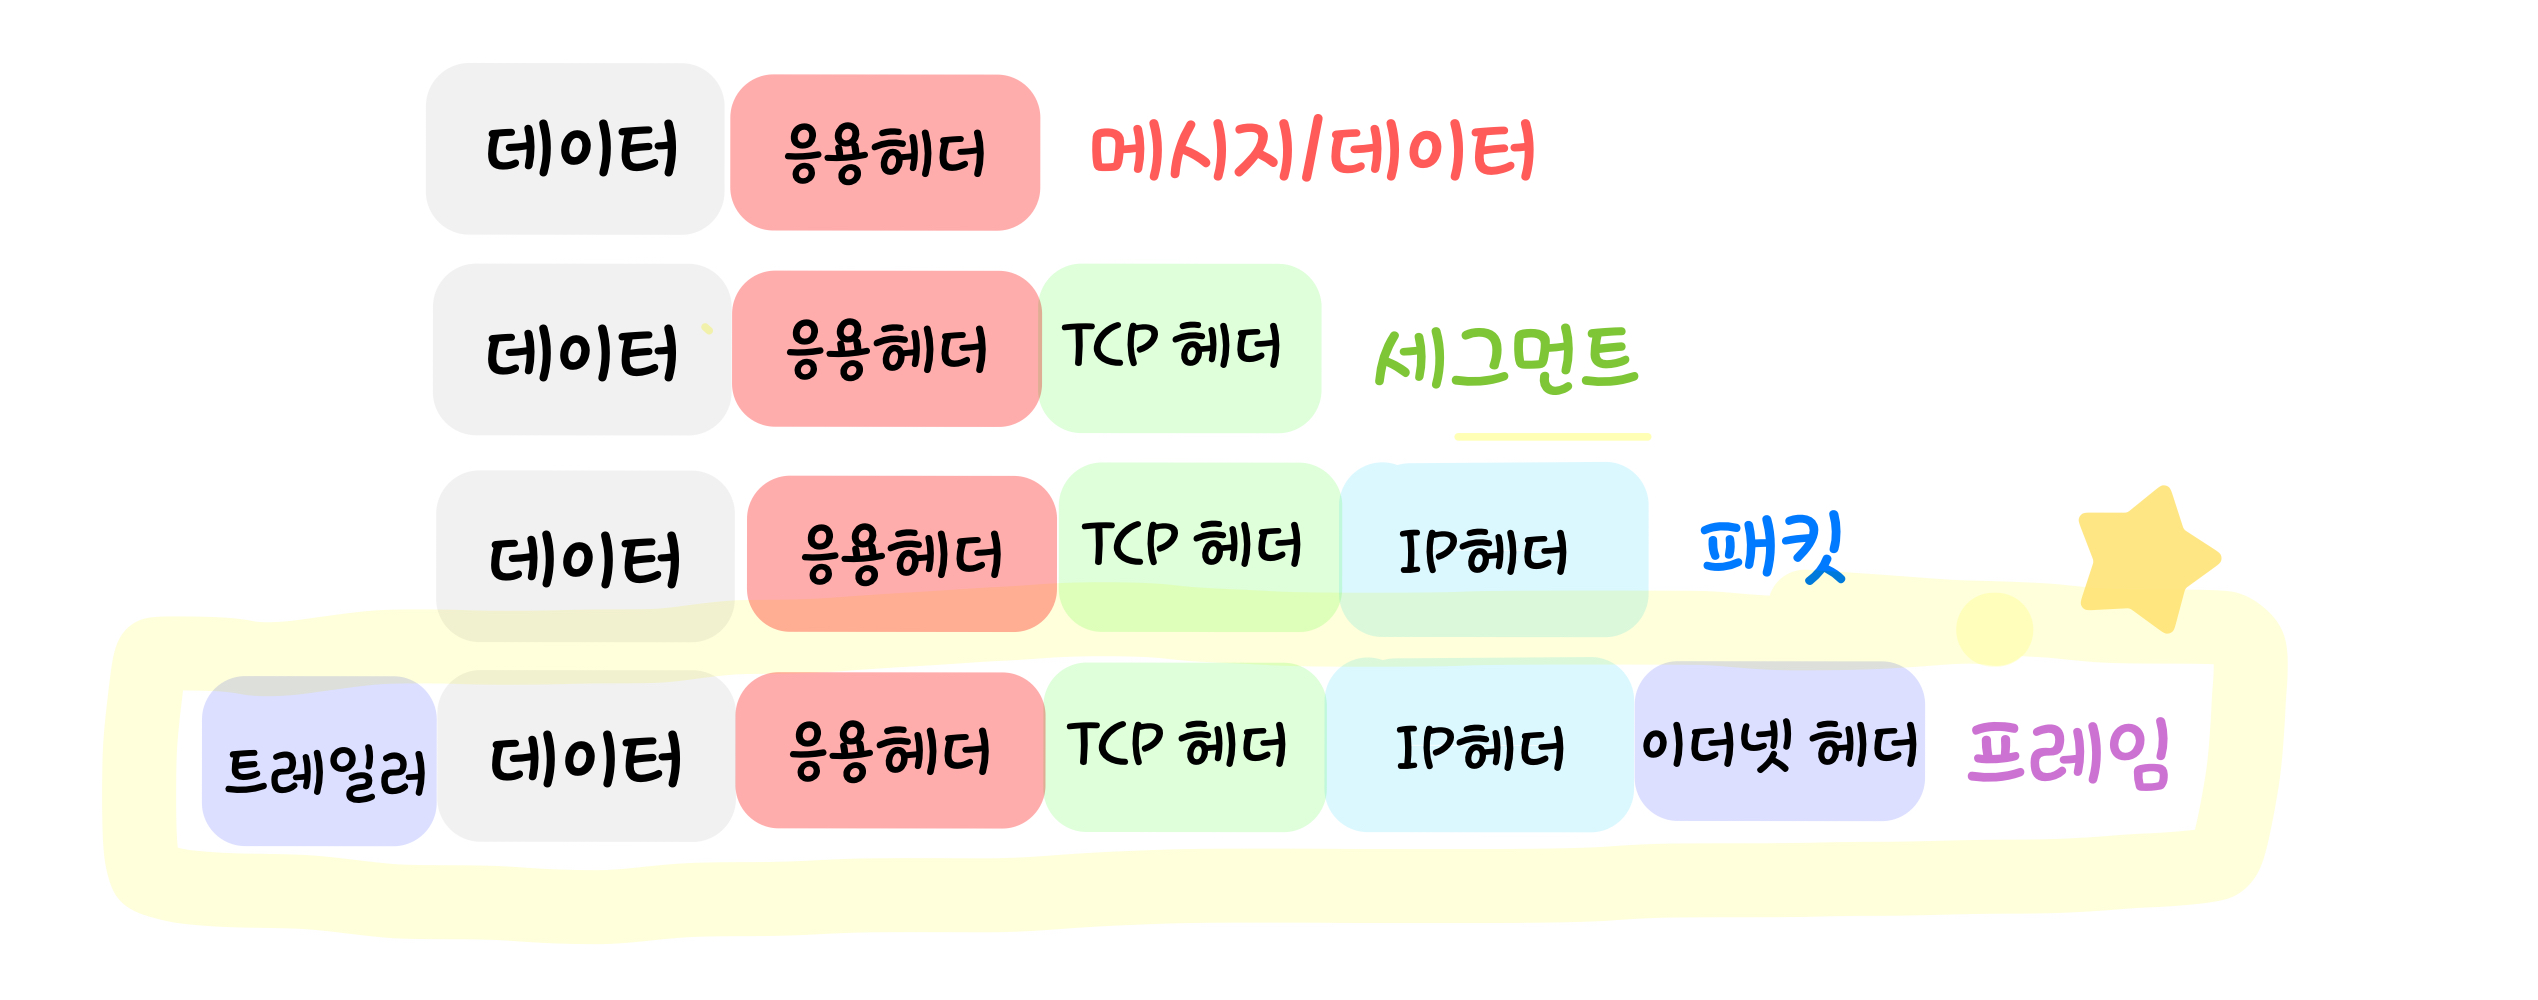 데이터 응용헤더 메시지/데이터
데이터 응용헤더 TCP 헤더 세그먼트
데이터 응용헤더 TCP 헤더 IP헤더 패킷
트레일러 데이터 응용헤더 TCP 헤더 IP헤더 이더넷 헤더 프레임